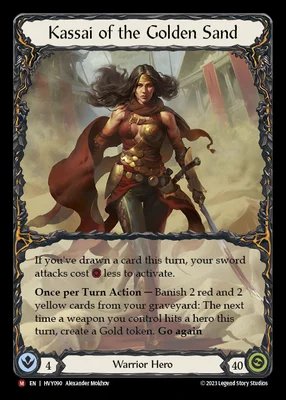 Kassai of the Golden Sand
If you've drawn a card this turn, your sword
attacks cost less to activate.
Once per Turn Action — Banish 2 red and 2
yellow cards from your graveyard: The next
time a weapon you control hits a hero this
turn, create a Gold token. Go again
4
Warrior Hero
40
M EN | HVY090 Alexander Mokhov
© 2023 Legend Story Studios